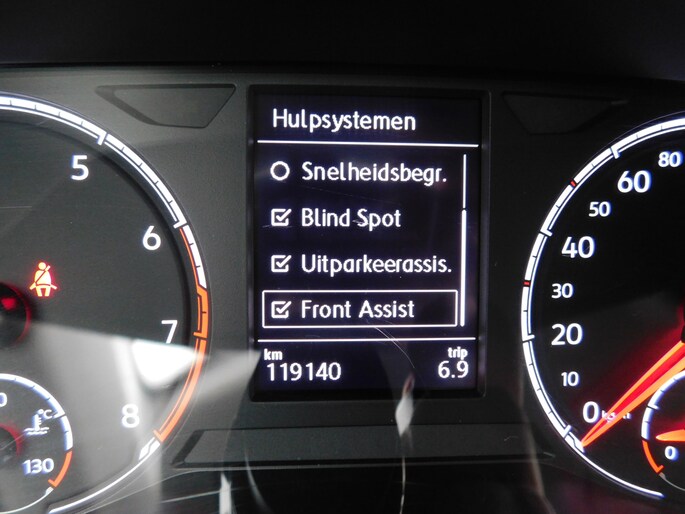 Hulpsystemen
Snelheidsbegr.
Blind Spot
Uitparkeerassis.
Front Assist
km trip
119140 6.9
5
6
7
8
°C
130
80
60
50
40
30
20
10
0
0